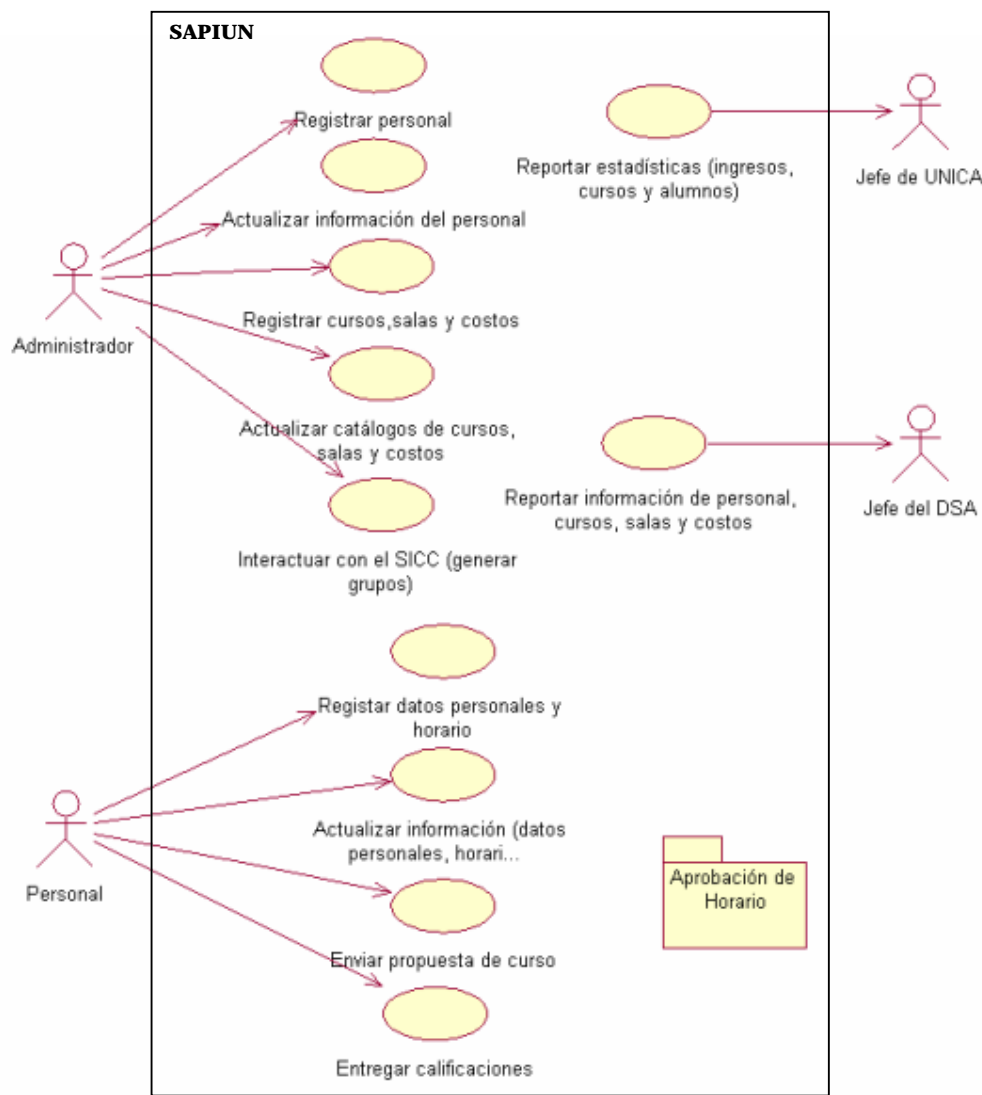 SAPIUN
Registrar personal
Actualizar información del personal
Registrar cursos,salas y costos
Administrador
Actualizar catálogos de cursos,
salas y costos
Interactuar con el SICC (generar
grupos)
Reportar estadísticas (ingresos,
cursos y alumnos)
Jefe de UNICA
Reportar información de personal,
cursos, salas y costos
Jefe del DSA
Registar datos personales y
horario
Actualizar información (datos
personales, horari...
Personal
Enviar propuesta de curso
Entregar calificaciones
Aprobación de
Horario